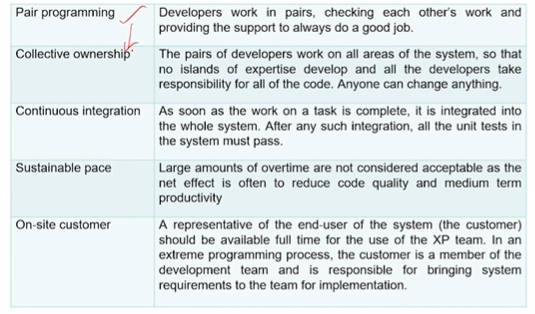 Pair programming
Developers work in pairs, checking each other's work and
providing the support to always do a good job.
Collective ownership
The pairs of developers work on all areas of the system, so that
no islands of expertise develop and all the developers take
responsibility for all of the code. Anyone can change anything.
Continuous integration
As soon as the work on a task is complete, it is integrated into
the whole system. After any such integration, all the unit tests in
the system must pass.
Sustainable pace
Large amounts of overtime are not considered acceptable as the
net effect is often to reduce code quality and medium term
productivity
On-site customer
A representative of the end-user of the system (the customer)
should be available full time for the use of the XP team. In an
extreme programming process, the customer is a member of the
development team and is responsible for bringing system
requirements to the team for implementation.